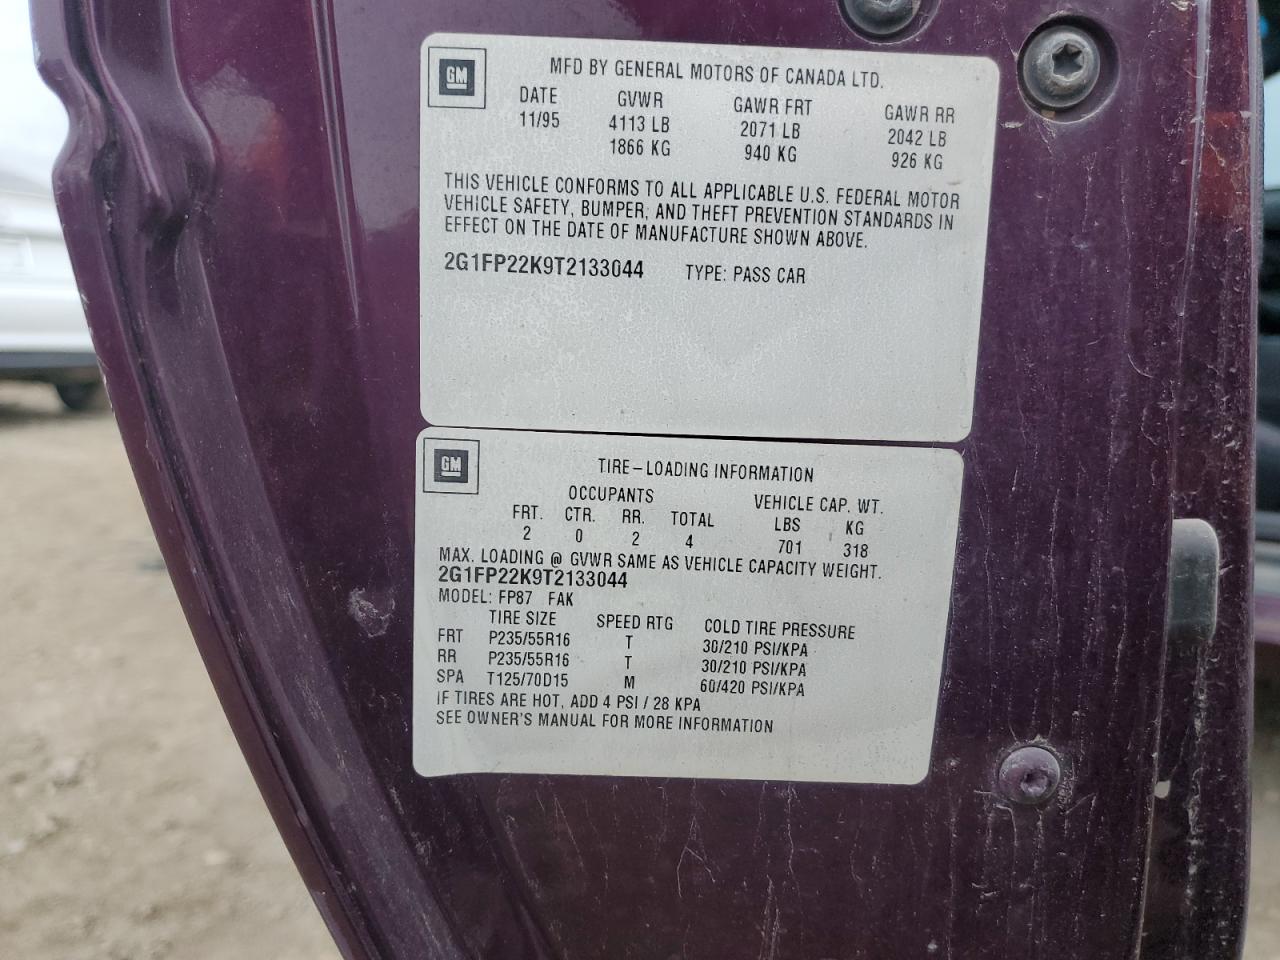 GM
MFD BY GENERAL MOTORS OF CANADA LTD.
DATE GVWR GAWR FRT GAWR RR
11/95 4113 LB 2071 LB 2042 LB
1866 KG 940 KG 926 KG
THIS VEHICLE CONFORMS TO ALL APPLICABLE U.S. FEDERAL MOTOR
VEHICLE SAFETY, BUMPER, AND THEFT PREVENTION STANDARDS IN
EFFECT ON THE DATE OF MANUFACTURE SHOWN ABOVE.
2G1FP22K9T2133044 TYPE: PASS CAR
GM
TIRE-LOADING INFORMATION
OCCUPANTS VEHICLE CAP. WT.
FRT. CTR. RR. TOTAL LBS KG
2 0 2 4 701 318
MAX. LOADING @ GVWR SAME AS VEHICLE CAPACITY WEIGHT.
2G1FP22K9T2133044
MODEL: FP87 FAK
TIRE SIZE SPEED RTG COLD TIRE PRESSURE
FRT P235/55R16 T 30/210 PSI/KPA
RR P235/55R16 T 30/210 PSI/KPA
SPA T125/70D15 M 60/420 PSI/KPA
IF TIRES ARE HOT, ADD 4 PSI / 28 KPA
SEE OWNER'S MANUAL FOR MORE INFORMATION